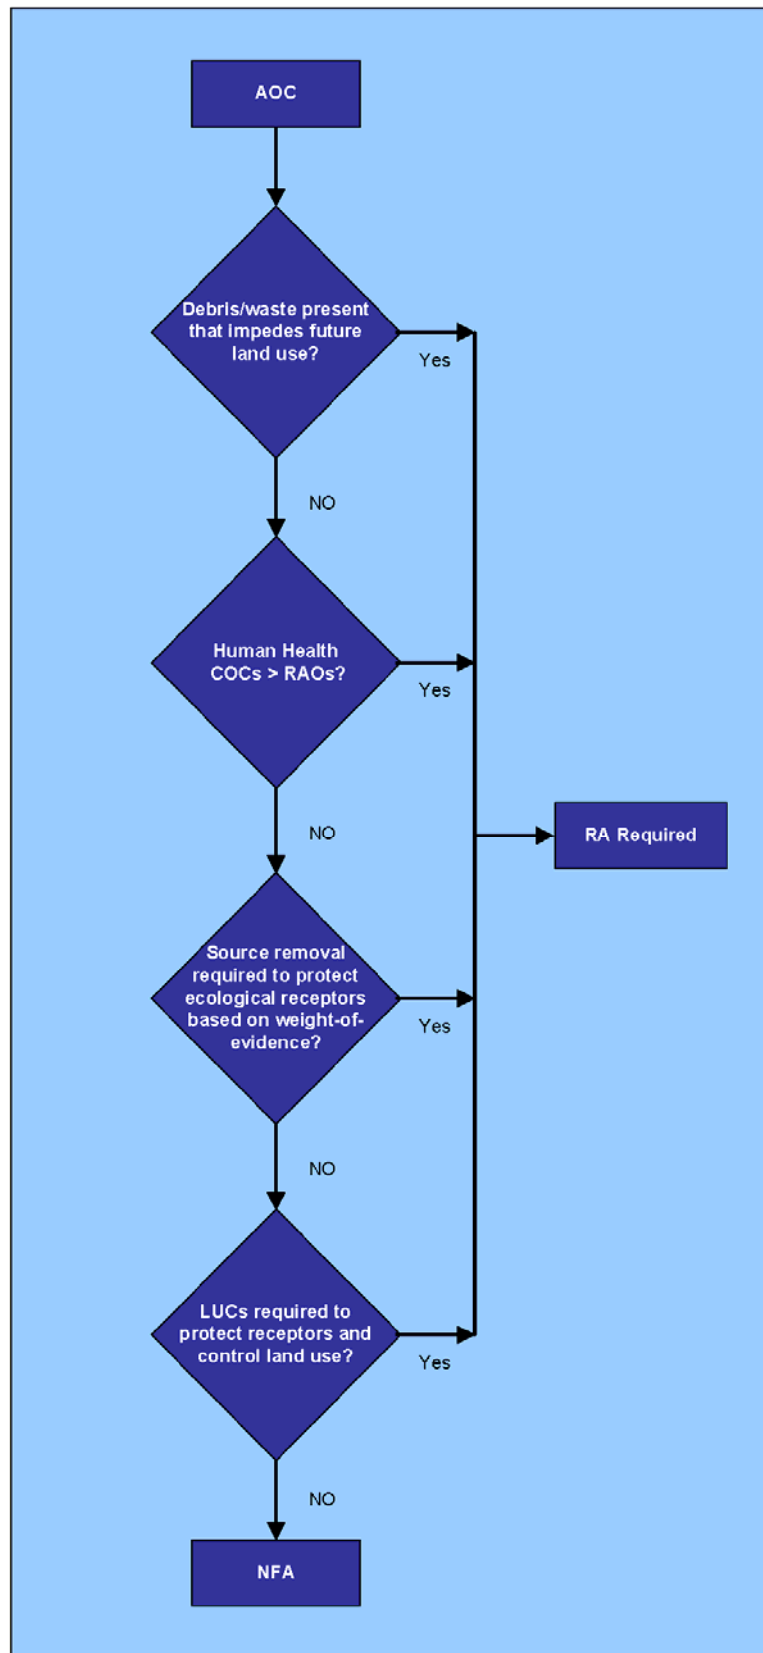 AOC
Debris/waste present
that impedes future
land use?
Yes
NO
Human Health
COCs > RAOs?
Yes
NO
RA Required
Source removal
required to protect
ecological receptors
based on weight-of-
evidence?
Yes
NO
LUCs required to
protect receptors and
control land use?
Yes
NO
NFA